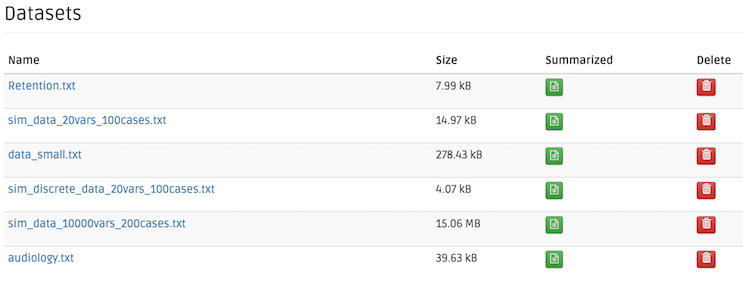 Datasets
Name Size Summarized Delete
Retention.txt 7.99 kB
sim_data_20vars_100cases.txt 14.97 kB
data_small.txt 278.43 kB
sim_discrete_data_20vars_100cases.txt 4.07 kB
sim_data_10000vars_200cases.txt 15.06 MB
audiology.txt 39.63 kB